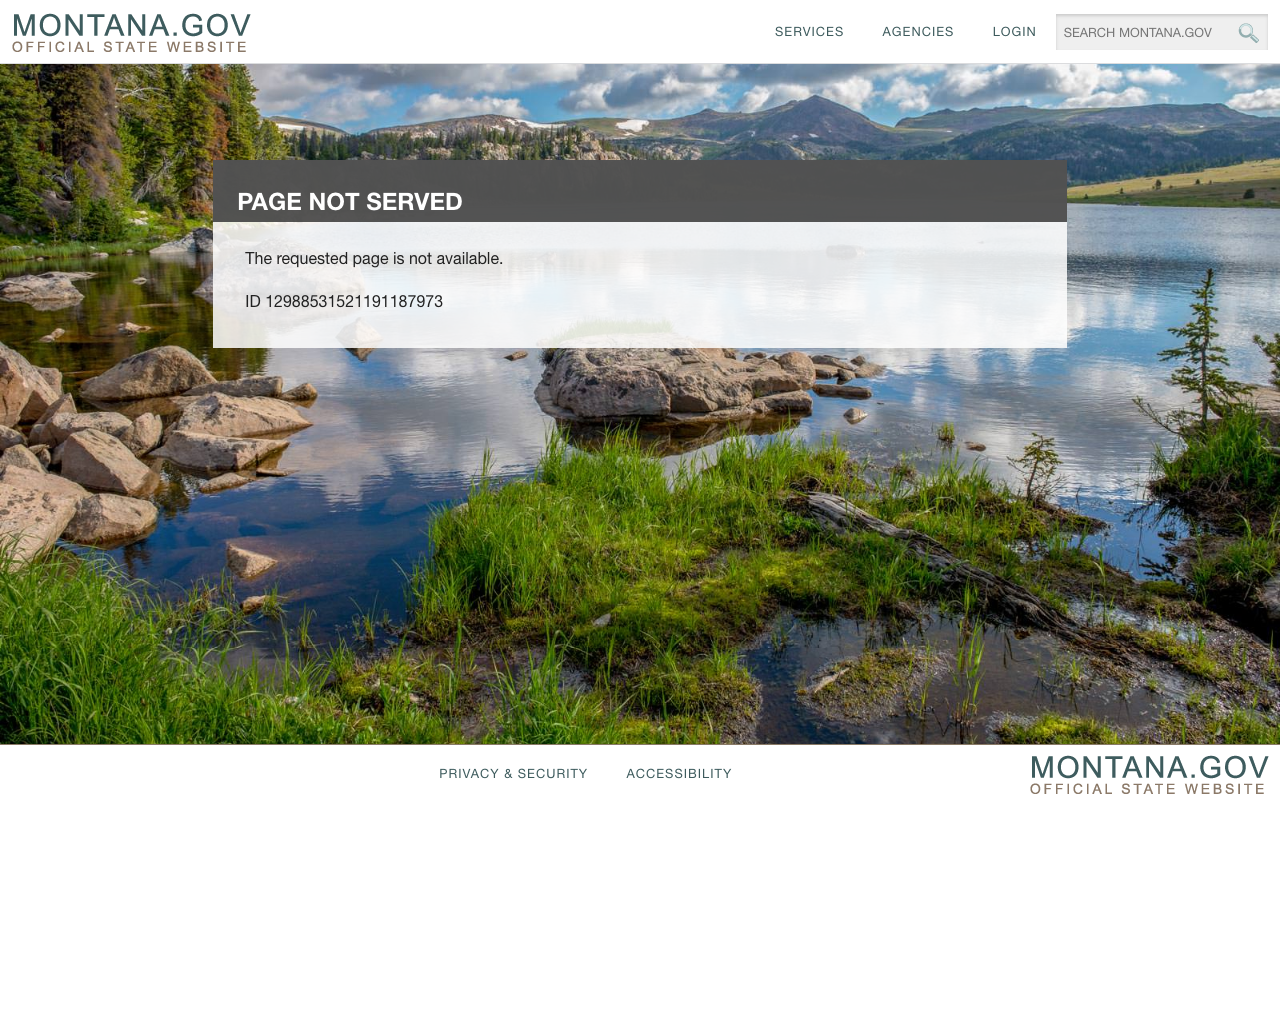 MONTANA.GOV
OFFICIAL STATE WEBSITE
SERVICES AGENCIES LOGIN SEARCH MONTANA.GOV
PAGE NOT SERVED
The requested page is not available.
ID 12988531521191187973
PRIVACY & SECURITY ACCESSIBILITY
MONTANA.GOV
OFFICIAL STATE WEBSITE